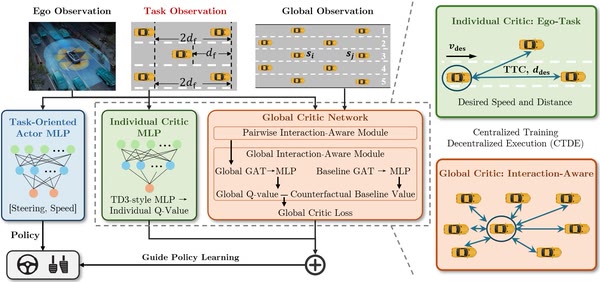 Ego Observation
Task Observation
Global Observation
2d_f
d_f
2d_f
s_i
s_j
1
2
3
4
5
Task-Oriented
Actor MLP
[Steering, Speed]
Individual Critic
MLP
TD3-style MLP →
Individual Q-Value
Global Critic Network
Pairwise Interaction-Aware Module
Global Interaction-Aware Module
Global GAT→MLP
Baseline GAT → MLP
Global Q-value — Counterfactual Baseline Value
Global Critic Loss
Policy
Guide Policy Learning
Individual Critic: Ego-Task
v_des
TTC, d_des
Desired Speed and Distance
Centralized Training
Decentralized Execution (CTDE)
Global Critic: Interaction-Aware